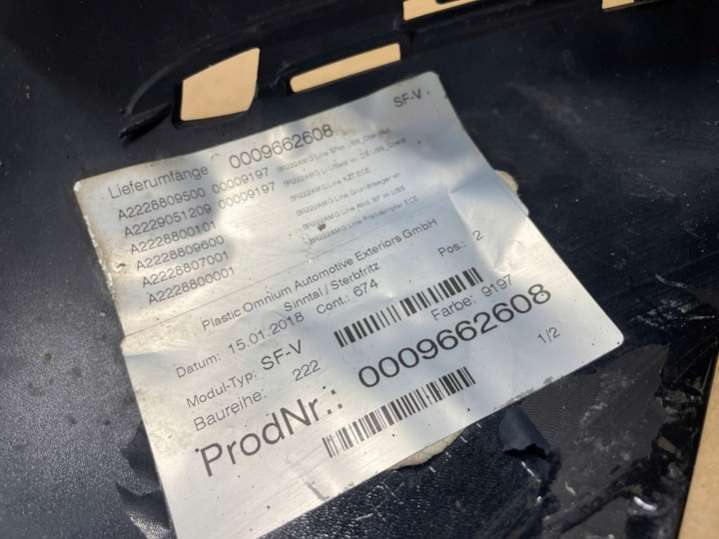 SF-V
Lieferumfänge 0009662608
A2228809500 00009197
A2229051209 00009197
A2228800101
A2228809600
A2228807001
A2228800001
Plastic Omnium Automotive Exteriors GmbH
Sinntal / Sterbfritz
Datum: 15.01.2018 Cont.: 674 Pos.: 2
Modul-Typ: SF-V
Baureihe: 222 Farbe: 9197
ProdNr.: 0009662608
1/2